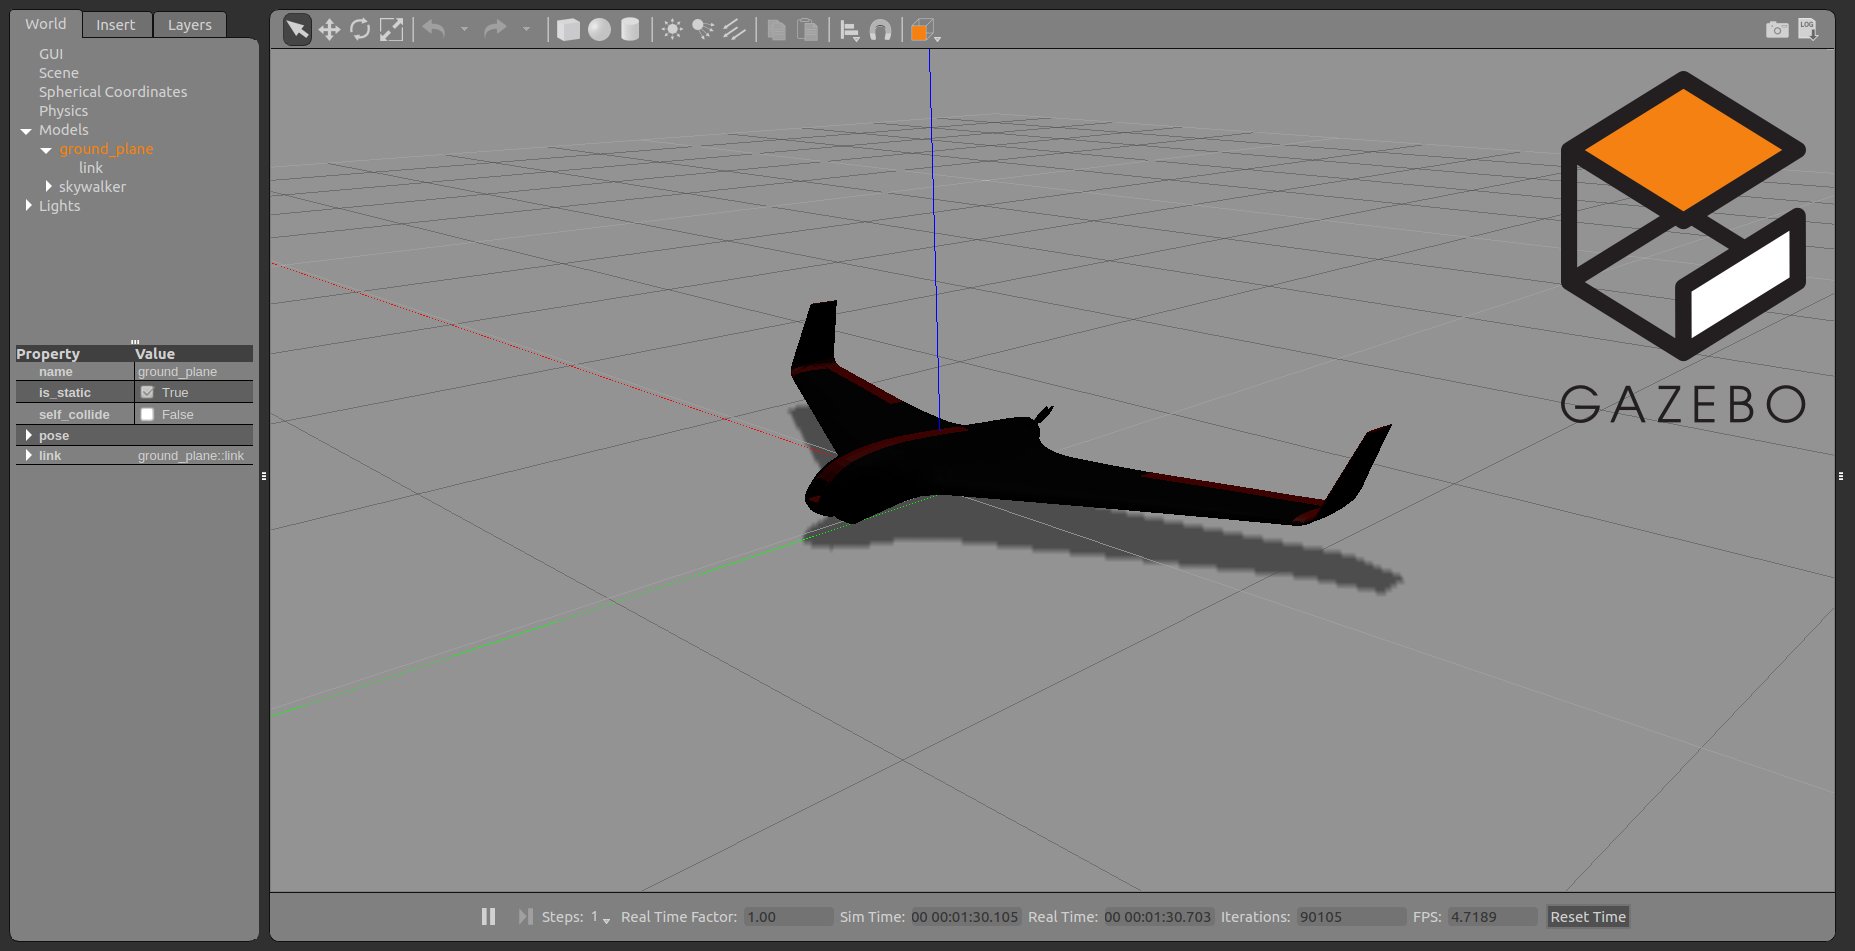 World Insert Layers
GUI
Scene
Spherical Coordinates
Physics
Models
ground_plane
link
skywalker
Lights
Property Value
name ground_plane
is_static True
self_collide False
pose
link ground_plane::link
LOG
GAZEBO
Steps: 1 Real Time Factor: 1.00 Sim Time: 00 00:01:30.105 Real Time: 00 00:01:30.703 Iterations: 90105 FPS: 4.7189 Reset Time